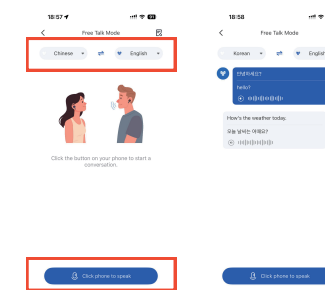 18:57
Free Talk Mode
Chinese
English
Click the button on your phone to start a
conversation.
Click phone to speak
18:58
Free Talk Mode
Korean
English
안녕하세요?
hello?
How's the weather today.
오늘 날씨는 어때요?
Click phone to speak